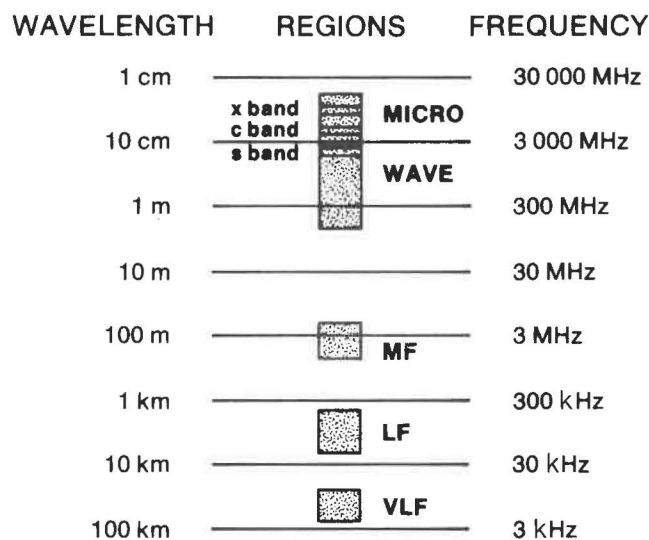 WAVELENGTH REGIONS FREQUENCY
1 cm 30 000 MHz
x band MICRO
c band
10 cm 3 000 MHz
s band
WAVE
1 m 300 MHz
10 m 30 MHz
100 m 3 MHz
MF
1 km 300 kHz
LF
10 km 30 kHz
VLF
100 km 3 kHz